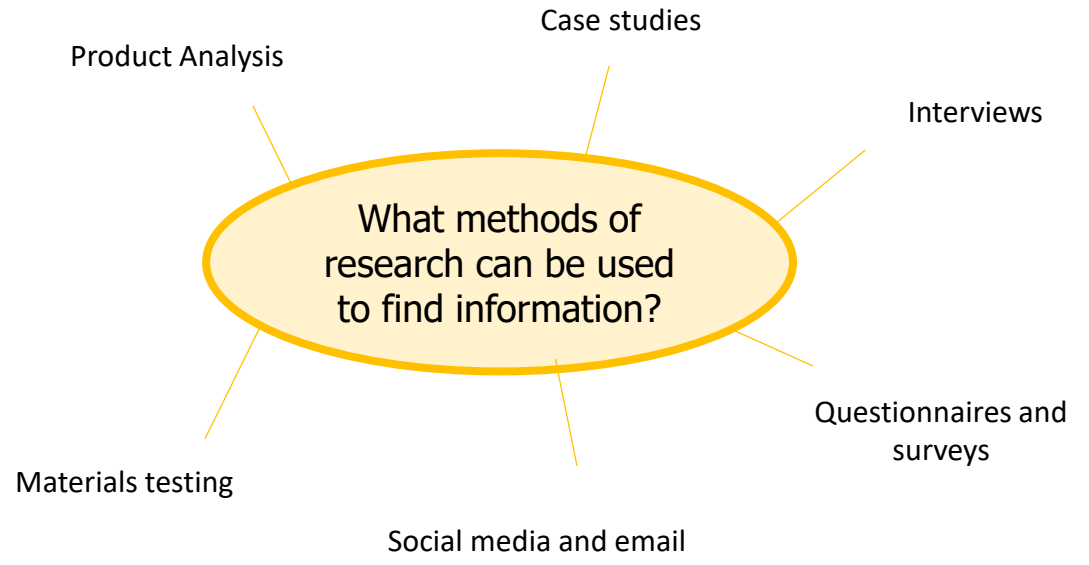 Case studies
Product Analysis
Interviews
What methods of
research can be used
to find information?
Questionnaires and
surveys
Materials testing
Social media and email